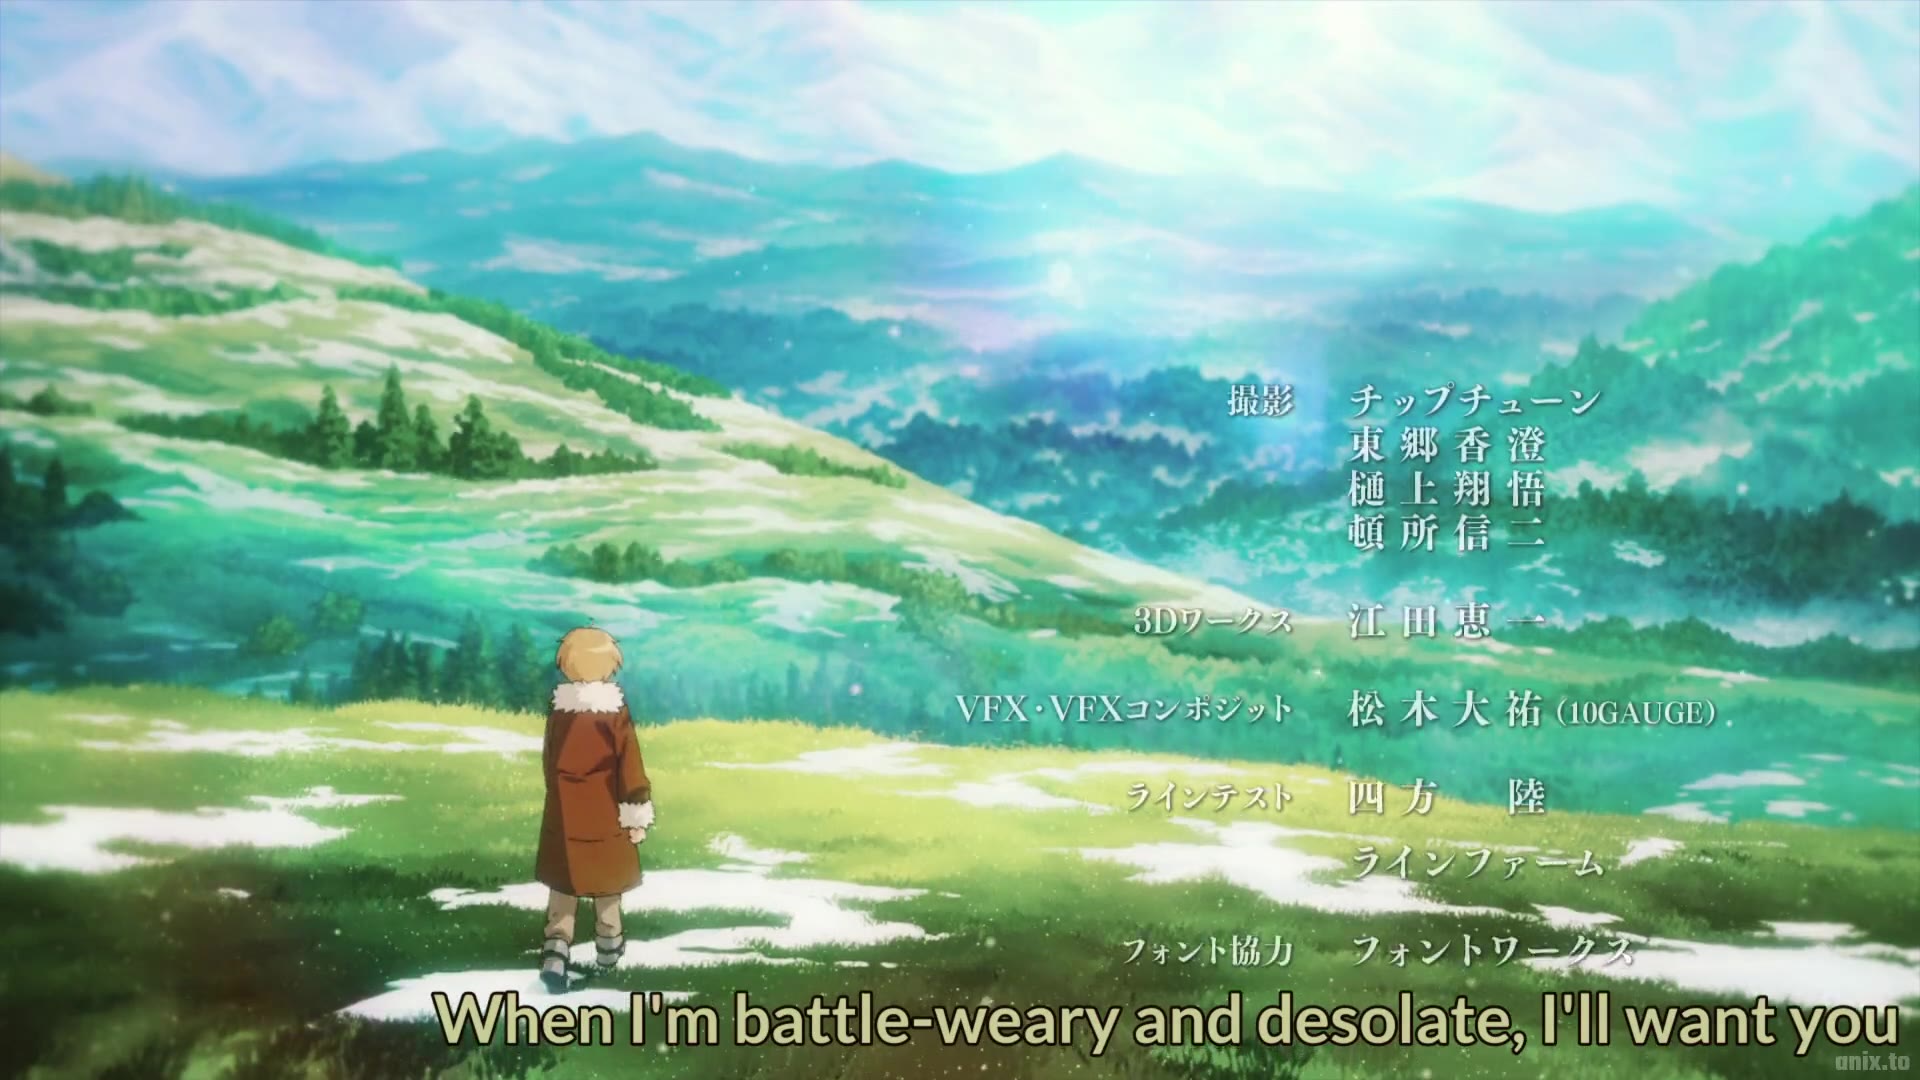 撮影 チップチューン
東郷香澄
樋上翔悟
頓所信二
3Dワークス 江田恵一
VFX・VFXコンポジット 松木大祐(10GAUGE)
ラインテスト 四方 陸
ラインファーム
フォント協力 フォントワークス
When I'm battle-weary and desolate, I'll want you
anix.to